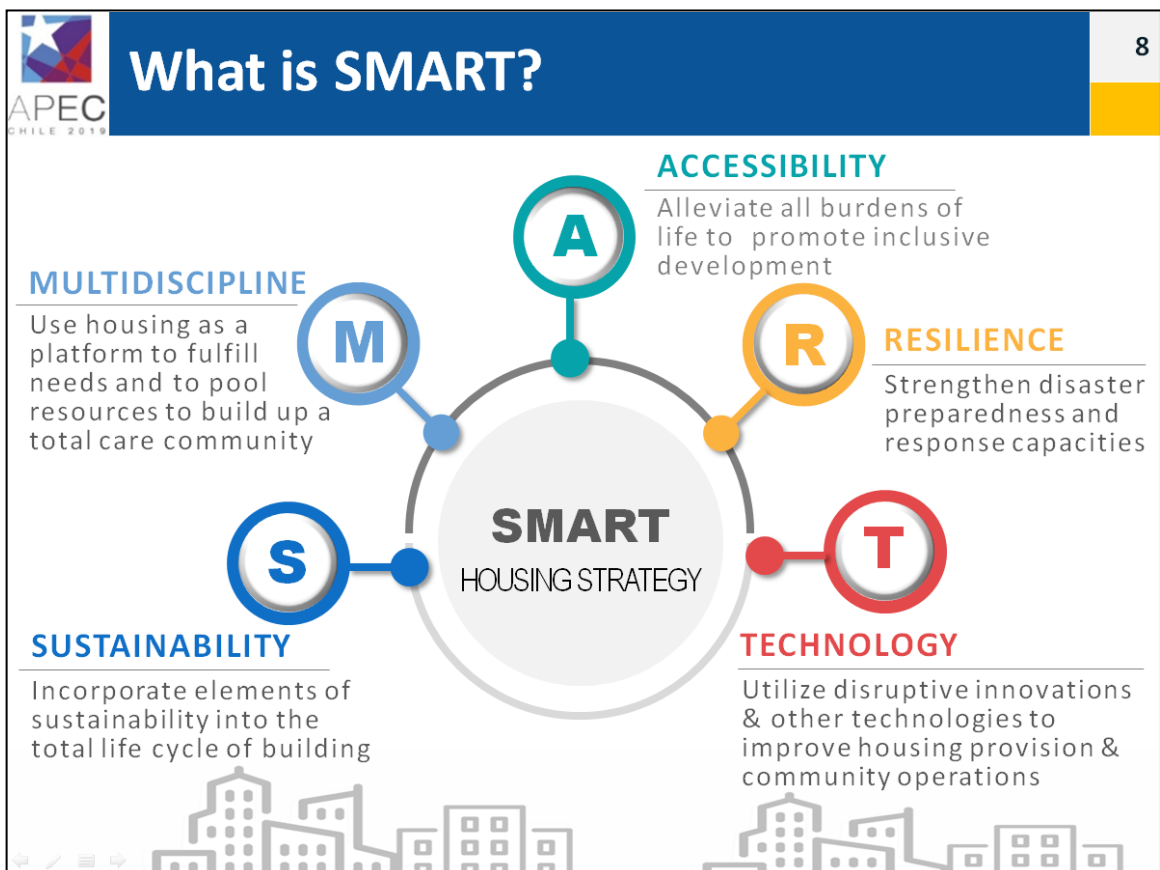 APEC
CHILE 2019
What is SMART?
8
A
ACCESSIBILITY
Alleviate all burdens of
life to promote inclusive
development
M
MULTIDISCIPLINE
Use housing as a
platform to fulfill
needs and to pool
resources to build up a
total care community
R
RESILIENCE
Strengthen disaster
preparedness and
response capacities
SMART
HOUSING STRATEGY
S
SUSTAINABILITY
Incorporate elements of
sustainability into the
total life cycle of building
T
TECHNOLOGY
Utilize disruptive innovations
& other technologies to
improve housing provision &
community operations